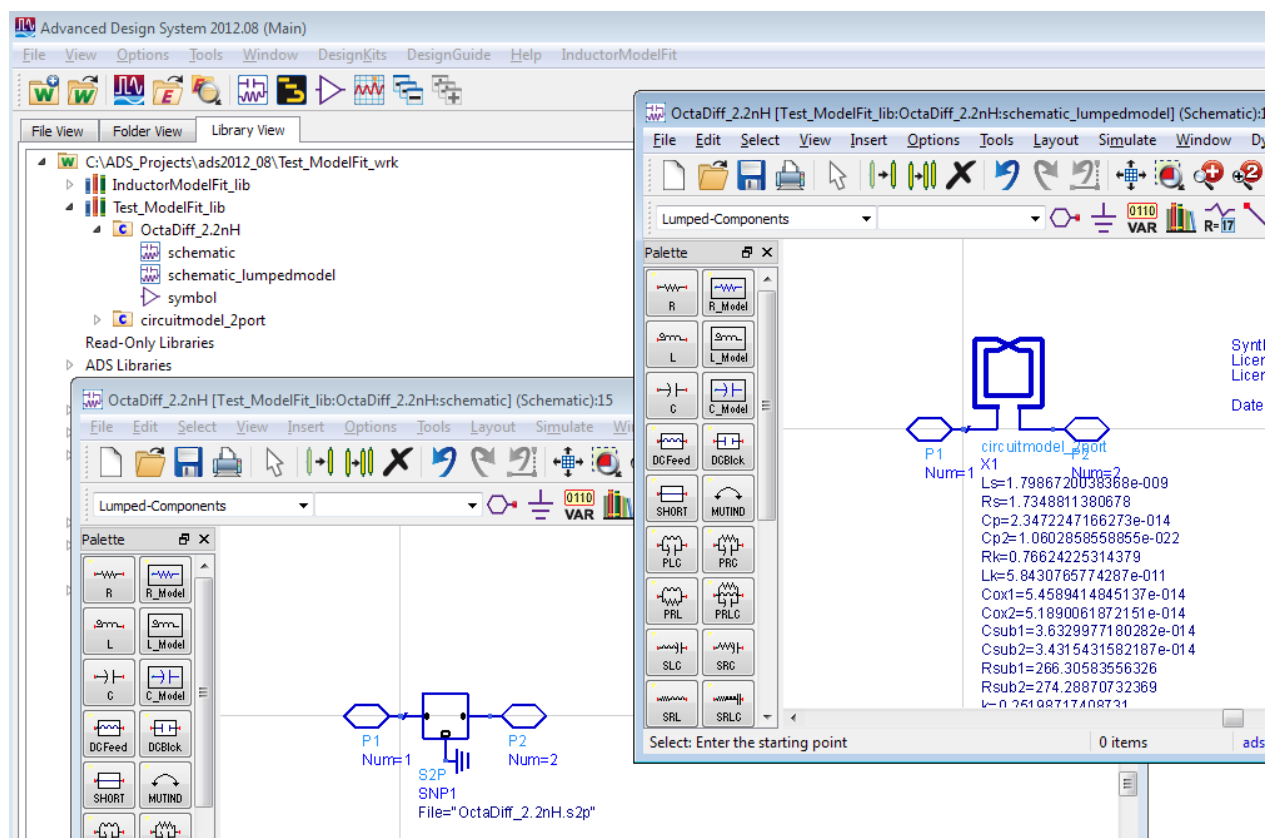 Advanced Design System 2012.08 (Main)
File View Options Tools Window DesignKits DesignGuide Help InductorModelFit
File View Folder View Library View
C:\ADS_Projects\ads2012_08\Test_ModelFit_wrk
InductorModelFit_lib
Test_ModelFit_lib
OctaDiff_2.2nH
schematic
schematic_lumpedmodel
symbol
circuitmodel_2port
Read-Only Libraries
ADS Libraries
OctaDiff_2.2nH [Test_ModelFit_lib:OctaDiff_2.2nH:schematic] (Schematic):15
File Edit Select View Insert Options Tools Layout Simulate
Lumped-Components
VAR
Palette
R R_Model
L L_Model
C C_Model
DCFeed DCBlck
SHORT MUTIND
P1
Num=1
P2
Num=2
S2P
SNP1
File="OctaDiff_2.2nH.s2p"
OctaDiff_2.2nH [Test_ModelFit_lib:OctaDiff_2.2nH:schematic_lumpedmodel] (Schematic):1
File Edit Select View Insert Options Tools Layout Simulate Window Dy
Lumped-Components
0110
VAR
R=17
Palette
R R_Model
L L_Model
C C_Model
DCFeed DCBlck
SHORT MUTIND
PLC PRC
PRL PRLC
SLC SRC
SRL SRLC
Synt
Licer
Licer
Date
P1
Num=1
P2
Num=2
circuitmodel_2port
X1
Ls=1.7986720038368e-009
Rs=1.7348811380678
Cp=2.3472247166273e-014
Cp2=1.0602858558855e-022
Rk=0.76624225314379
Lk=5.8430765774287e-011
Cox1=5.4589414845137e-014
Cox2=5.1890061872151e-014
Csub1=3.6329977180282e-014
Csub2=3.4315431582187e-014
Rsub1=266.30583556326
Rsub2=274.28870732369
k=0.25198717408731
Select: Enter the starting point
0 items
ads